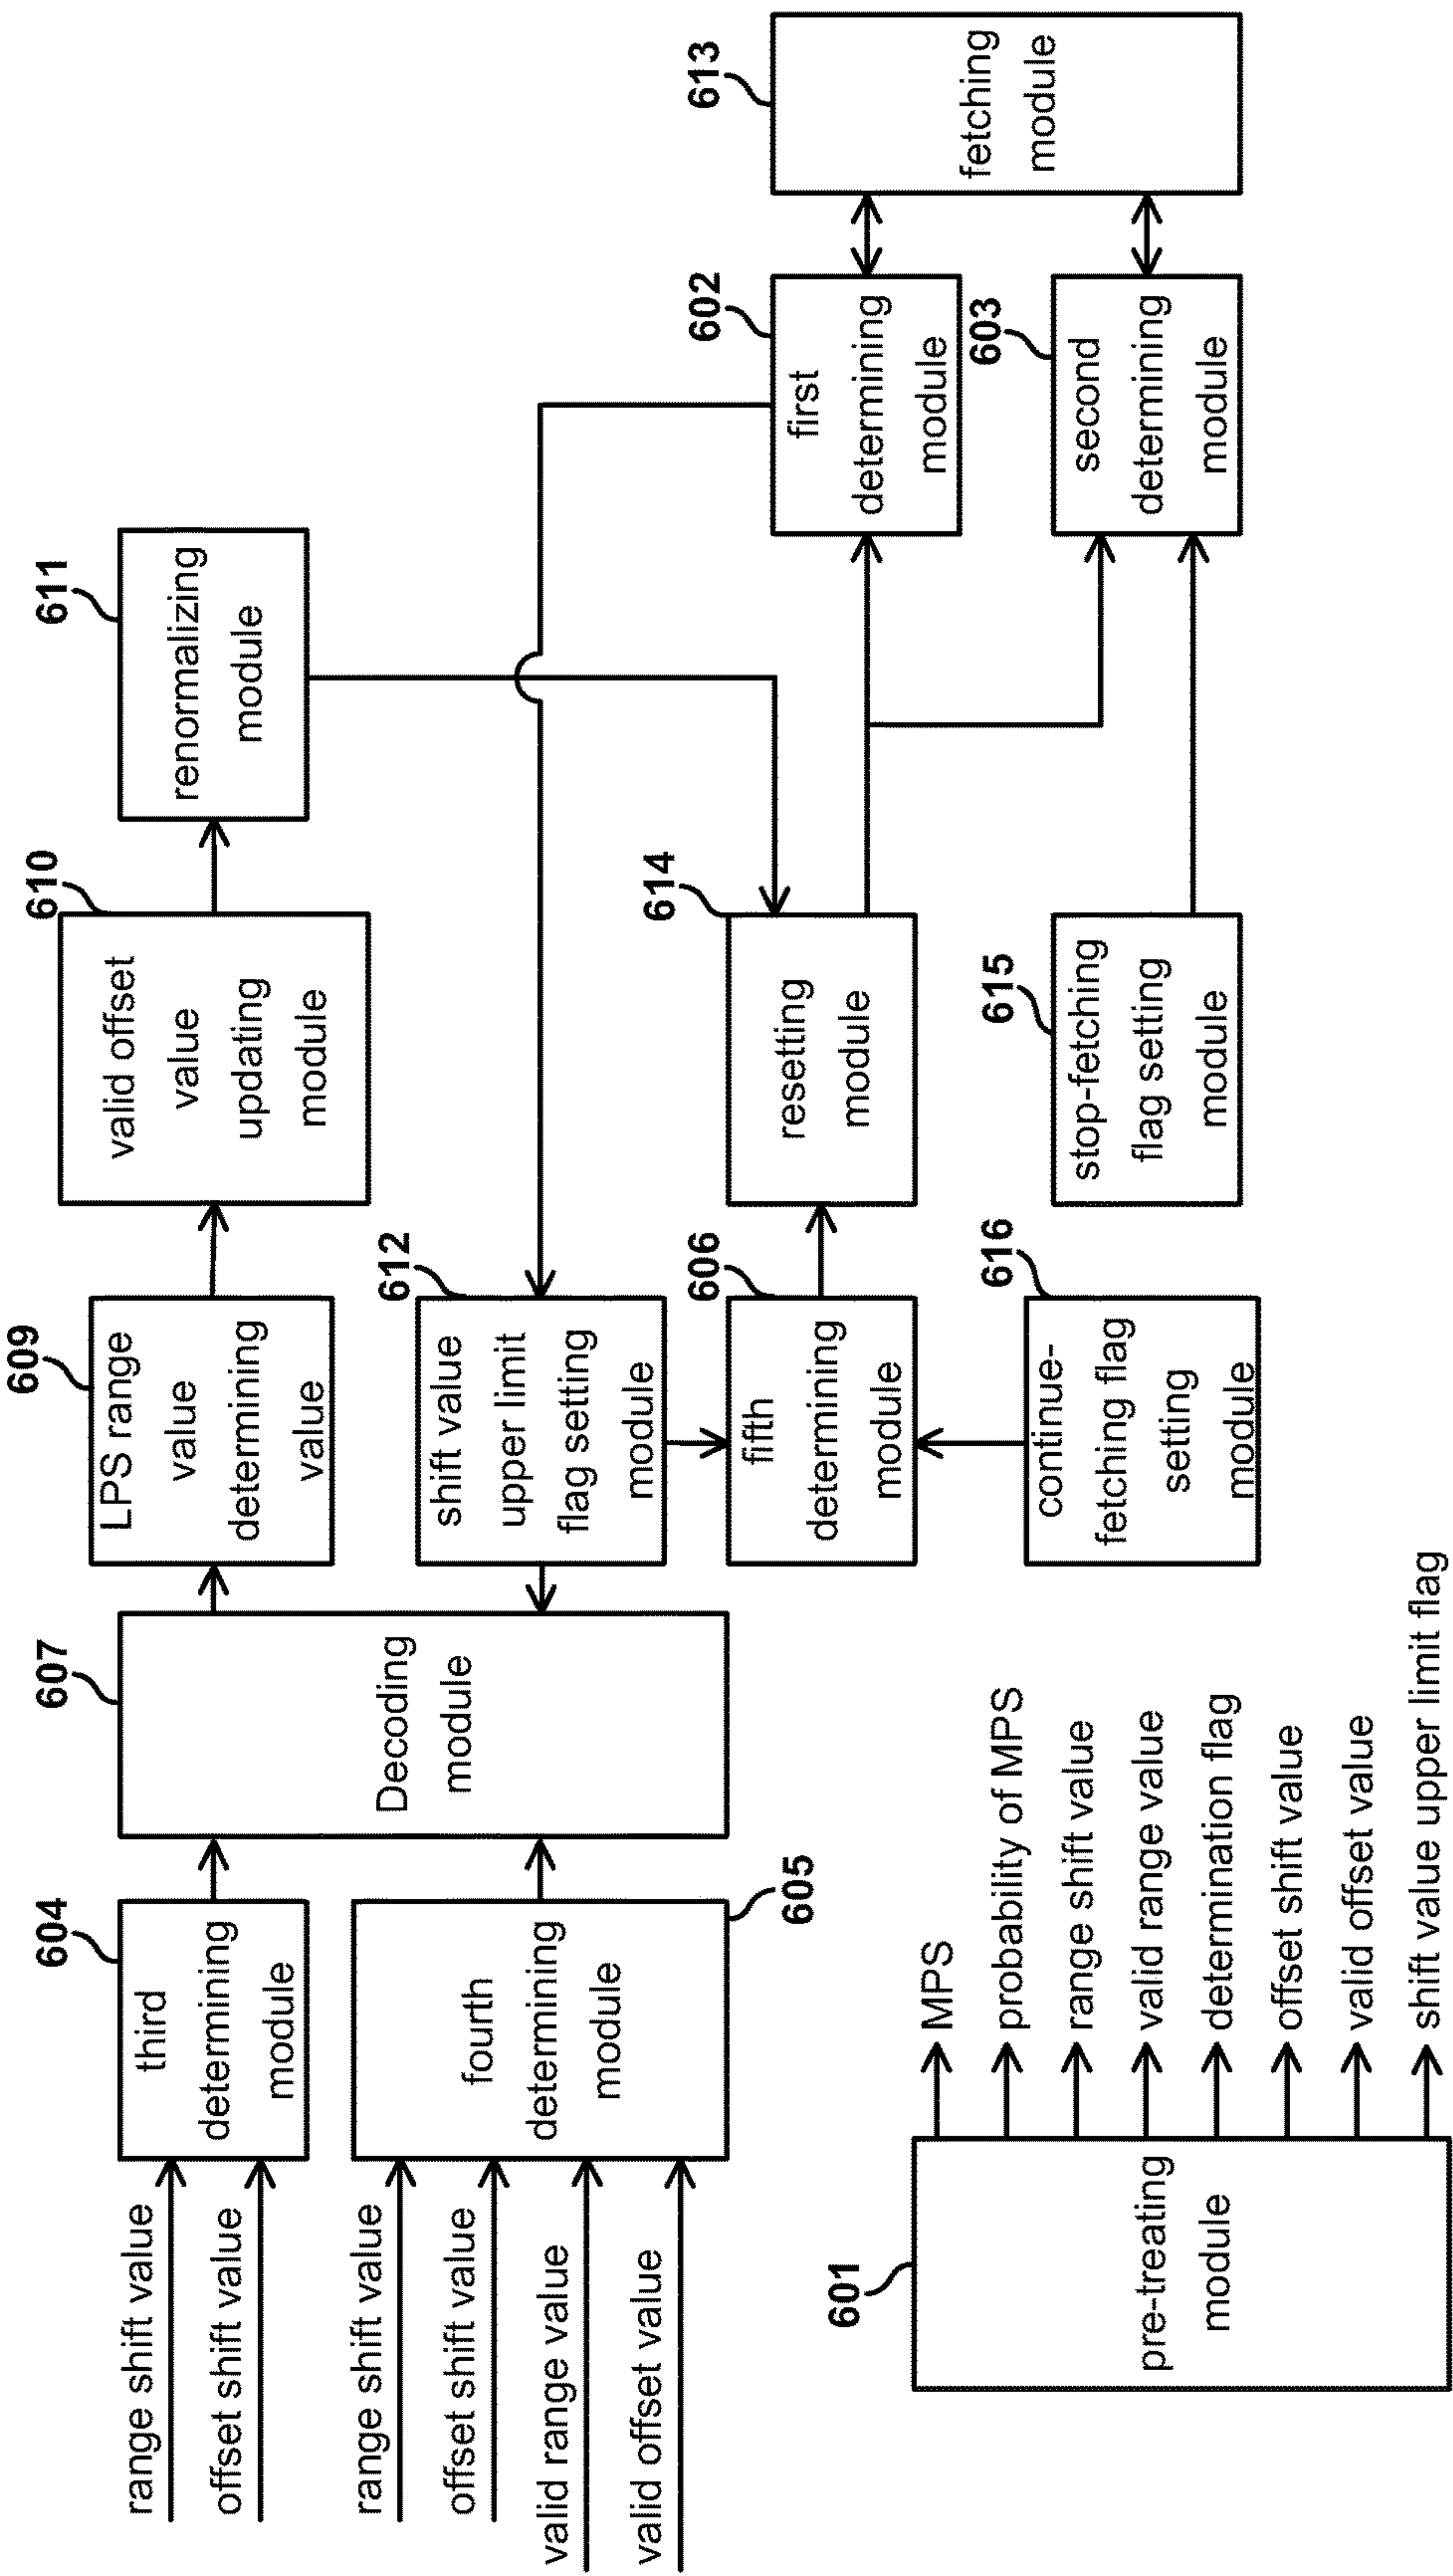 range shift value
offset shift value
604
third
determining
module
range shift value
offset shift value
valid range value
valid offset value
fourth
determining
module
605
607
Decoding
module
609
LPS range
value
determining
value
610
valid offset
value
updating
module
611
renormalizing
module
612
shift value
upper limit
flag setting
module
606
fifth
determining
module
616
continue-
fetching flag
setting
module
614
resetting
module
615
stop-fetching
flag setting
module
602
first
determining
module
603
second
determining
module
613
fetching
module
601
pre-treating
module
MPS
probability of MPS
range shift value
valid range value
determination flag
offset shift value
valid offset value
shift value upper limit flag